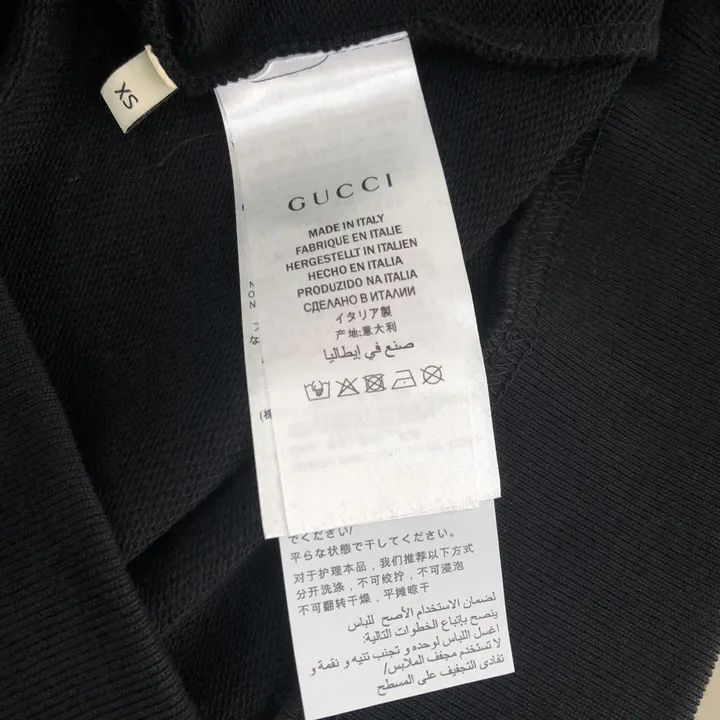 XS
GUCCI
MADE IN ITALY
FABRIQUE EN ITALIE
HERGESTELLT IN ITALIEN
HECHO EN ITALIA
PRODUZIDO NA ITALIA
СДЕЛАНО В ИТАЛИИ
イタリア製
产地:意大利
صنع في إيطاليا
NON
な
(株
でください/
平らな状態で干してください。
对于护理本品，我们推荐以下方式
分开洗涤，不可绞拧，不可浸泡
不可翻转干燥，平摊晾干
لضمان الاستخدام الأصح للباس
ينصح بإتباع الخطوات التالية:
اغسل اللباس لوحده و تجنب تنيه و نقمة و
لا تستخدم مجفف الملابس/
تفادى التجفيف على المسطح